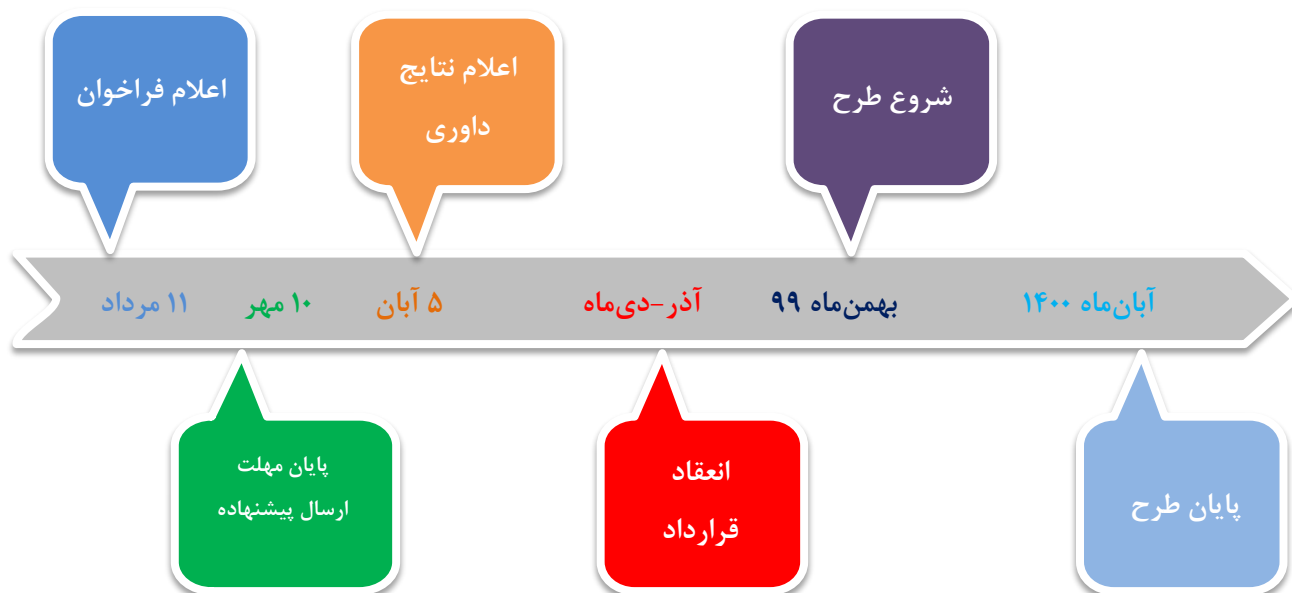 اعلام فراخوان
اعلام نتایج
داوری
شروع طرح
۱۱ مرداد
۱۰ مهر
۵ آبان
آذر-دی‌ماه
بهمن‌ماه ۹۹
آبان‌ماه ۱۴۰۰
پایان مهلت
ارسال پیشنهاده
انعقاد
قرارداد
پایان طرح